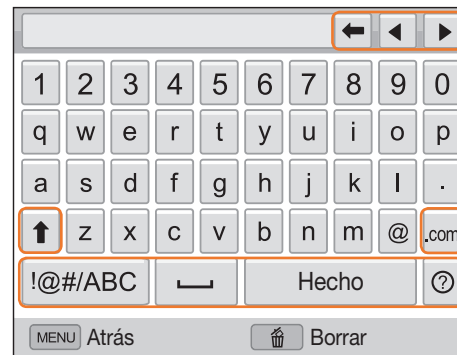 1 2 3 4 5 6 7 8 9 0
q w e r t y u i o p
a s d f g h j k l .
z x c v b n m @ .com
!@#/ABC Hecho ?
MENU Atrás Borrar